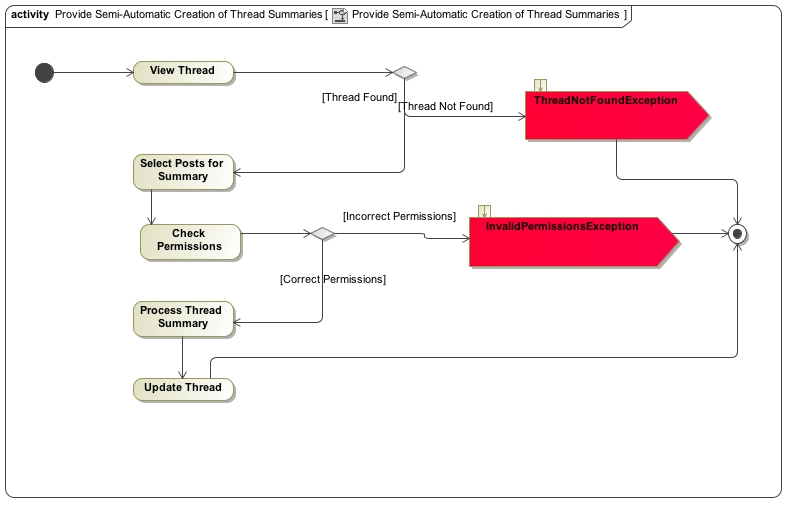 activity Provide Semi-Automatic Creation of Thread Summaries [ Provide Semi-Automatic Creation of Thread Summaries ]
View Thread
[Thread Found]
[Thread Not Found]
ThreadNotFoundException
Select Posts for
Summary
Check
Permissions
[Incorrect Permissions]
InvalidPermissionsException
[Correct Permissions]
Process Thread
Summary
Update Thread